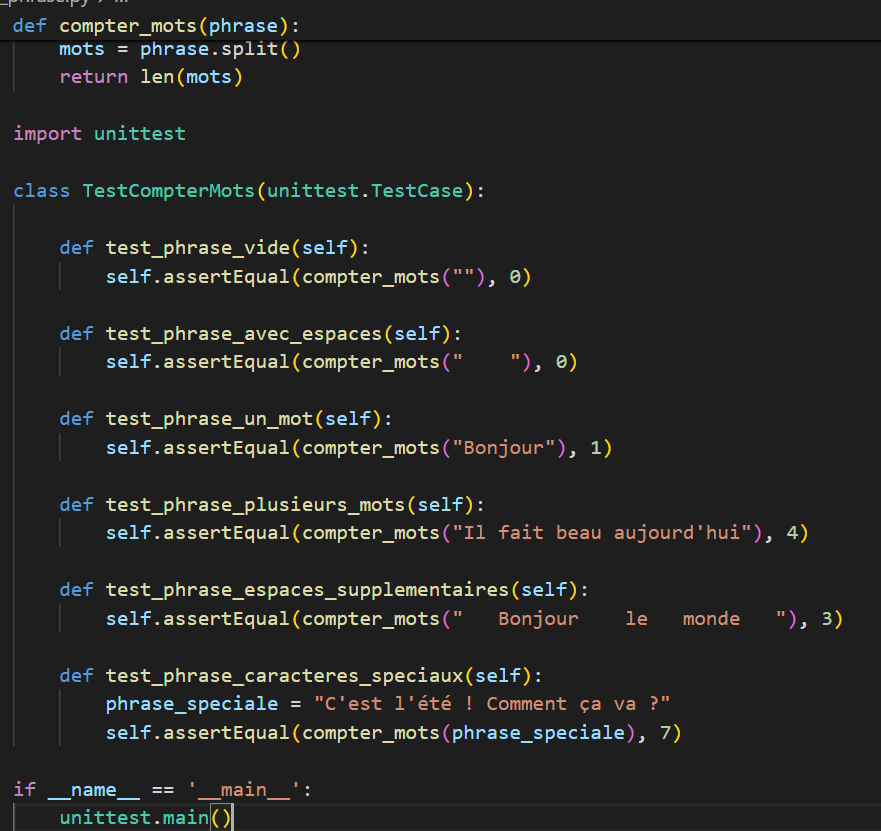 _phrase.py > ...
def compter_mots(phrase):
    mots = phrase.split()
    return len(mots)

import unittest

class TestCompterMots(unittest.TestCase):

    def test_phrase_vide(self):
        self.assertEqual(compter_mots(""), 0)

    def test_phrase_avec_espaces(self):
        self.assertEqual(compter_mots("    "), 0)

    def test_phrase_un_mot(self):
        self.assertEqual(compter_mots("Bonjour"), 1)

    def test_phrase_plusieurs_mots(self):
        self.assertEqual(compter_mots("Il fait beau aujourd'hui"), 4)

    def test_phrase_espaces_supplementaires(self):
        self.assertEqual(compter_mots("   Bonjour    le   monde   "), 3)

    def test_phrase_caracteres_speciaux(self):
        phrase_speciale = "C'est l'été ! Comment ça va ?"
        self.assertEqual(compter_mots(phrase_speciale), 7)

if __name__ == '__main__':
    unittest.main()